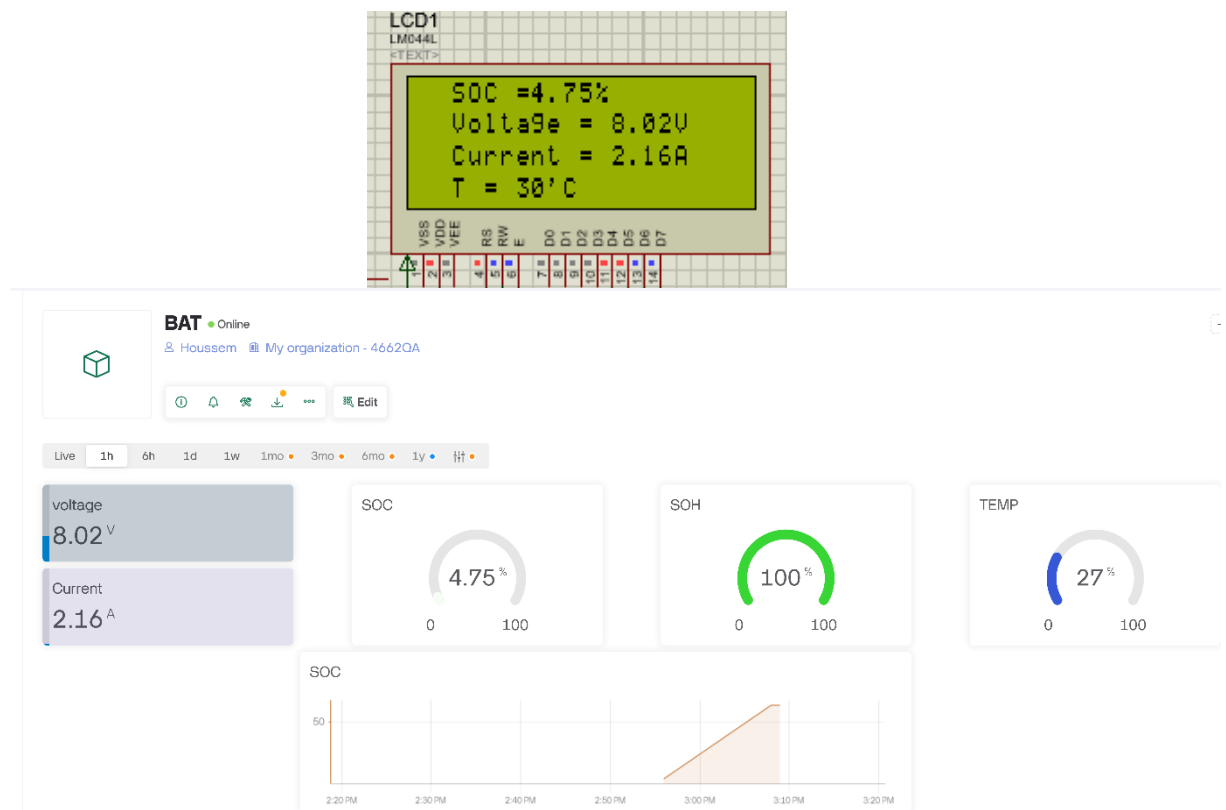 LCD1
LM044L
<TEXT>
SOC =4.75%
Voltage = 8.02V
Current = 2.16A
T = 30'C
VSS VDD VEE RS RW E D0 D1 D2 D3 D4 D5 D6 D7
1 2 3 4 5 6 7 8 9 10 11 12 13 14
BAT Online
Houssem My organization - 4662QA
Edit
Live 1h 6h 1d 1w 1mo 3mo 6mo 1y
voltage
8.02 V
Current
2.16 A
SOC
4.75 %
0 100
SOH
100 %
0 100
TEMP
27 %
0 100
SOC
50
2:20 PM 2:30 PM 2:40 PM 2:50 PM 3:00 PM 3:10 PM 3:20 PM